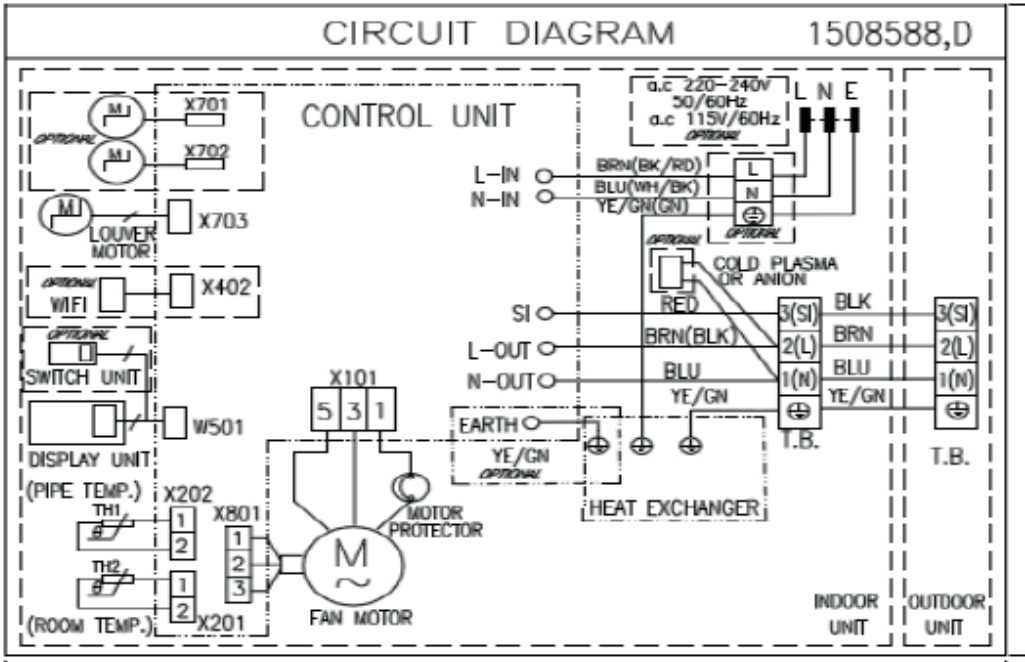 CIRCUIT DIAGRAM 1508588,D
CONTROL UNIT
a.c 220-240V
50/60Hz
a.c 115V/60Hz
OPTIONAL
L N E
M X701
OPTIONAL
M X702
M X703
LOUVER
MOTOR
OPTIONAL
WIFI X402
OPTIONAL
SWITCH UNIT
DISPLAY UNIT W501
(PIPE TEMP.)
TH1
θ
X202
1
2
TH2
θ
(ROOM TEMP.)
1
2
X201
X801
1
2
3
X101
5 3 1
MOTOR
PROTECTOR
M
~
FAN MOTOR
L-IN BRN(BK/RD) L
N-IN BLU(WH/BK) N
YE/GN(GN)
OPTIONAL
OPTIONAL
COLD PLASMA
OR ANION
SI RED 3(SI) BLK 3(SI)
L-OUT BRN(BLK) 2(L) BRN 2(L)
N-OUT BLU 1(N) BLU 1(N)
YE/GN YE/GN
T.B. T.B.
EARTH
YE/GN
OPTIONAL
HEAT EXCHANGER
INDOOR
UNIT
OUTDOOR
UNIT